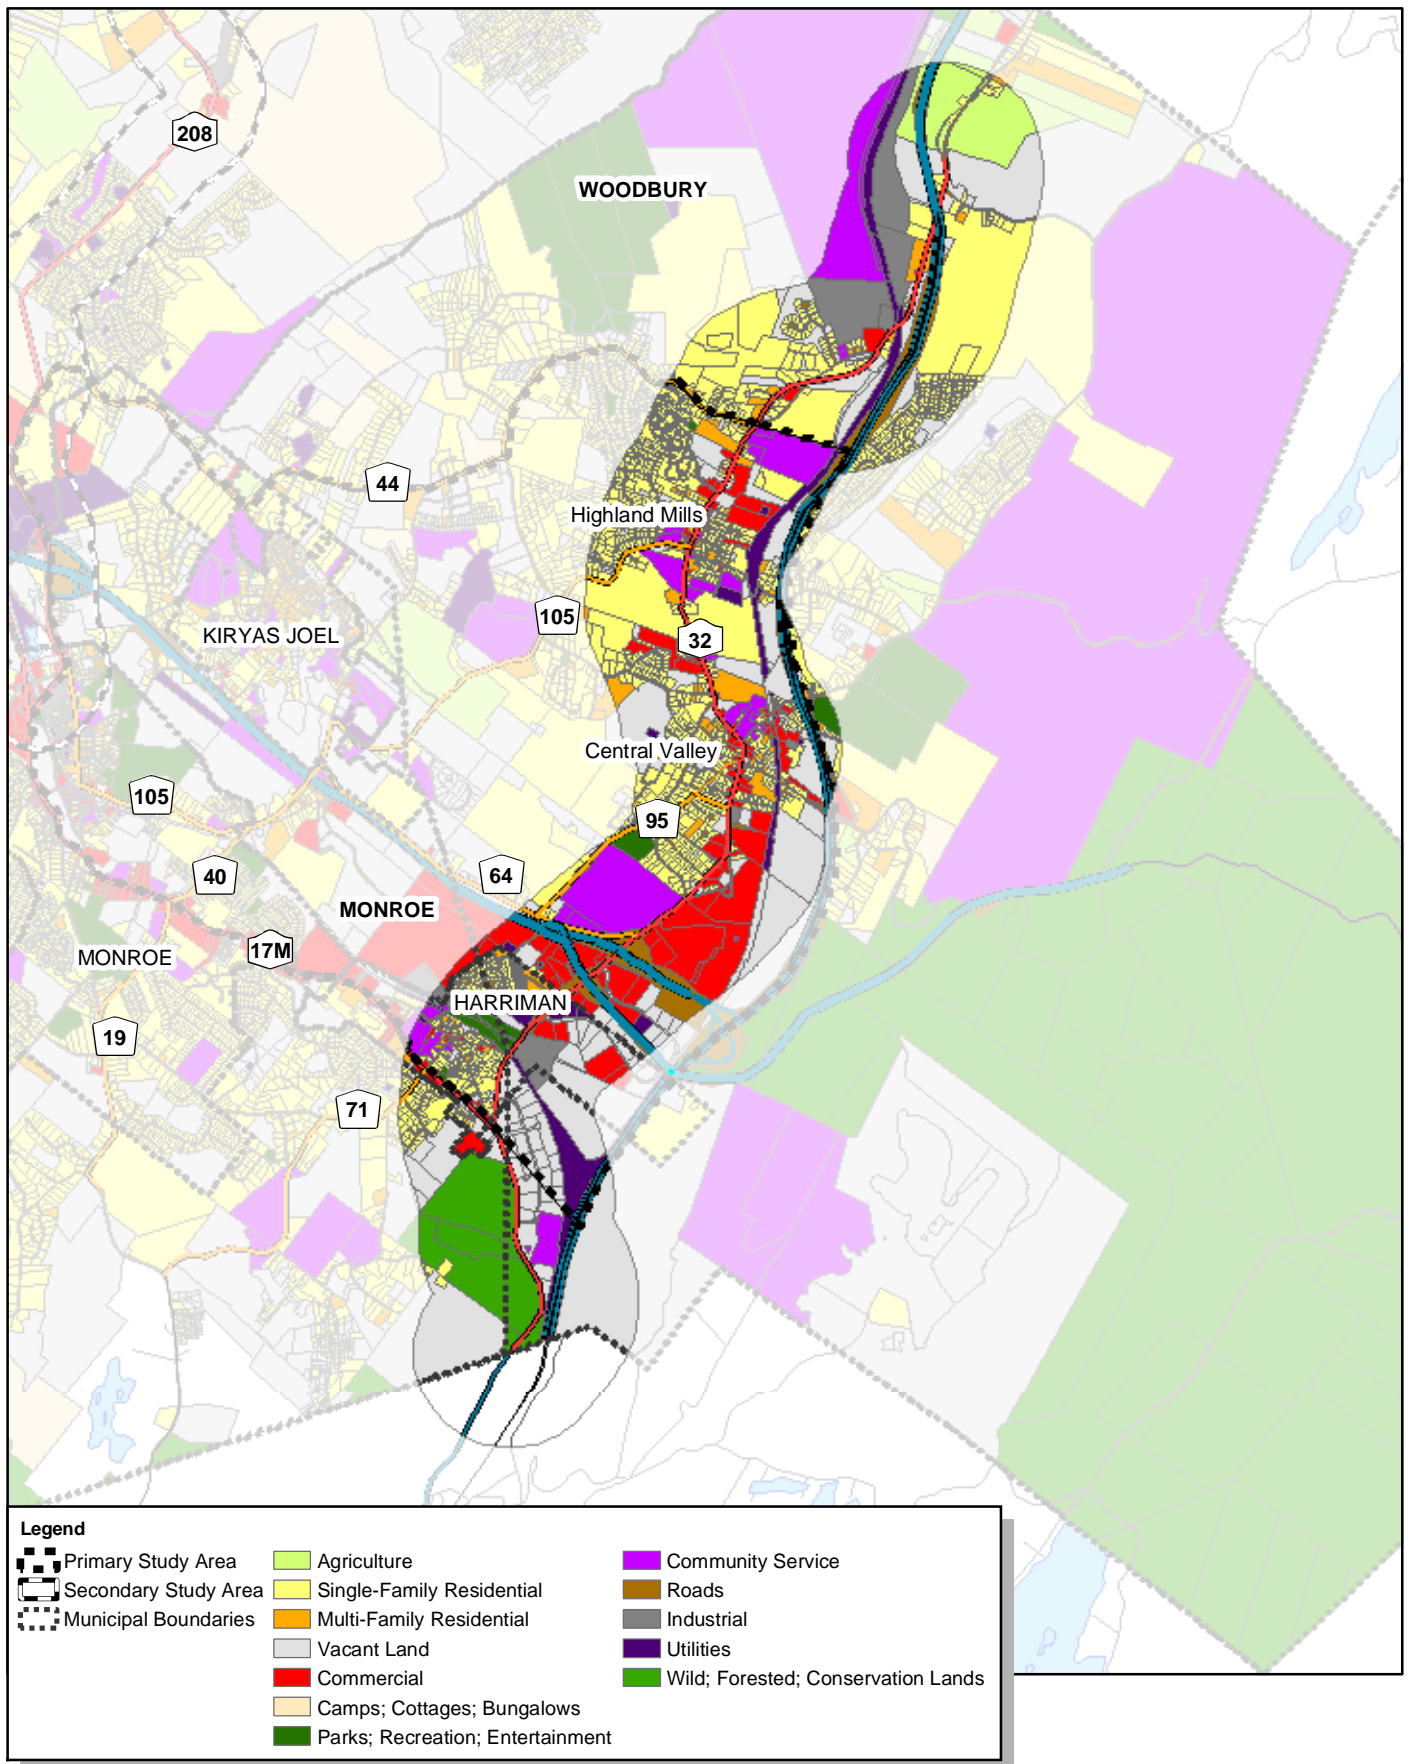 208
WOODBURY
44
Highland Mills
105
KIRYAS JOEL
32
Central Valley
105
95
40
64
MONROE
17M
MONROE
HARRIMAN
19
71
Legend
Primary Study Area
Secondary Study Area
Municipal Boundaries
Agriculture
Single-Family Residential
Multi-Family Residential
Vacant Land
Commercial
Camps; Cottages; Bungalows
Parks; Recreation; Entertainment
Community Service
Roads
Industrial
Utilities
Wild; Forested; Conservation Lands